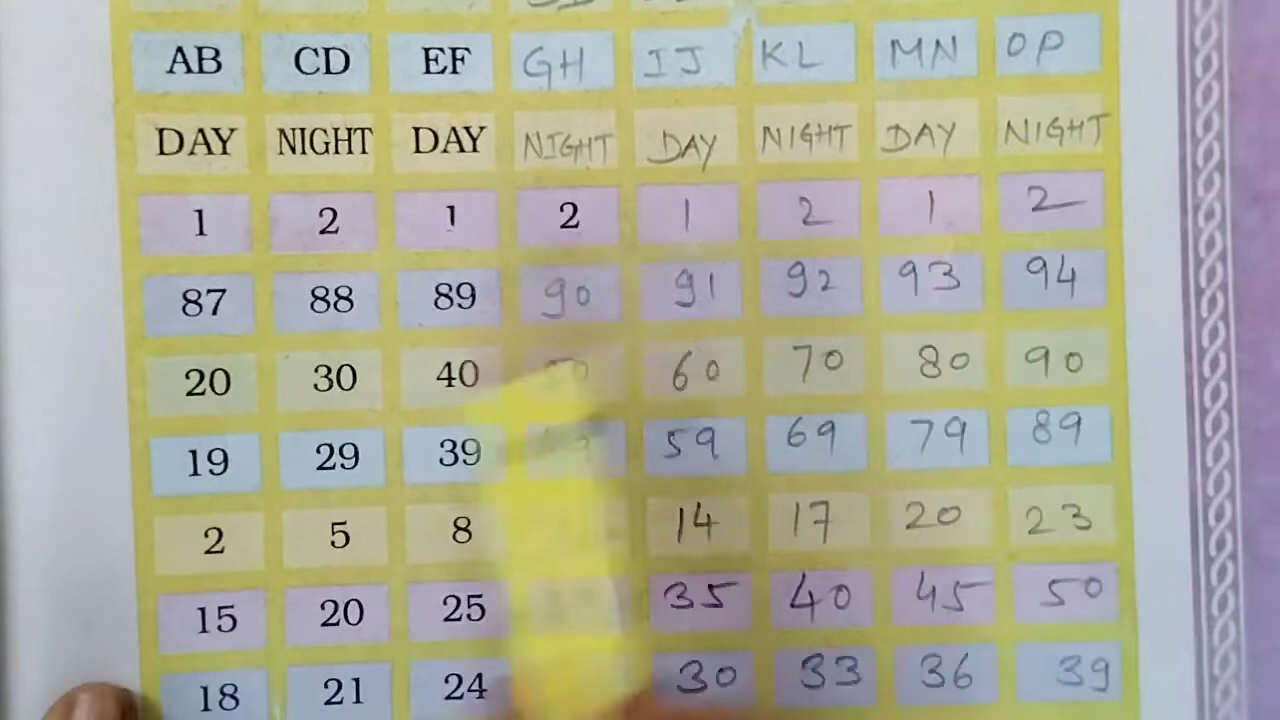 AB CD EF GH IJ KL MN OP
DAY NIGHT DAY NIGHT DAY NIGHT DAY NIGHT
1 2 1 2 1 2 1 2
87 88 89 90 91 92 93 94
20 30 40 60 70 80 90
19 29 39 59 69 79 89
2 5 8 14 17 20 23
15 20 25 35 40 45 50
18 21 24 30 33 36 39